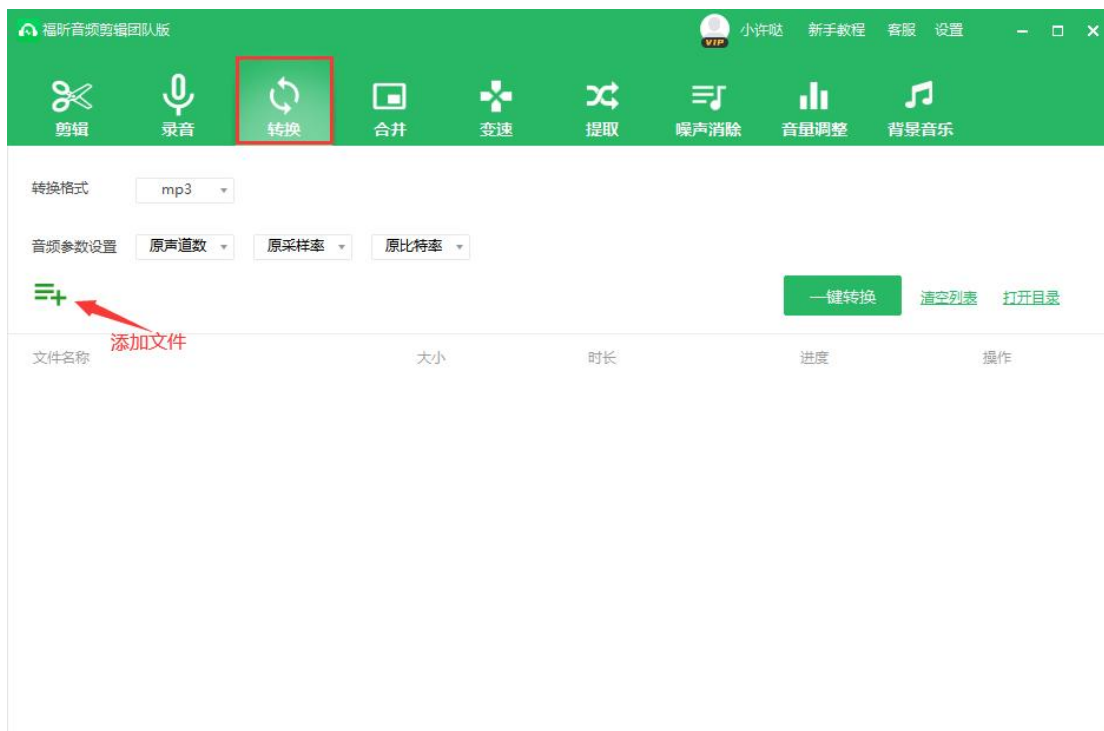 福昕音频剪辑团队版 VIP 小许哒 新手教程 客服 设置
剪辑 录音 转换 合并 变速 提取 噪声消除 音量调整 背景音乐
转换格式 mp3
音频参数设置 原声道数 原采样率 原比特率
一键转换 清空列表 打开目录
添加文件
文件名称 大小 时长 进度 操作